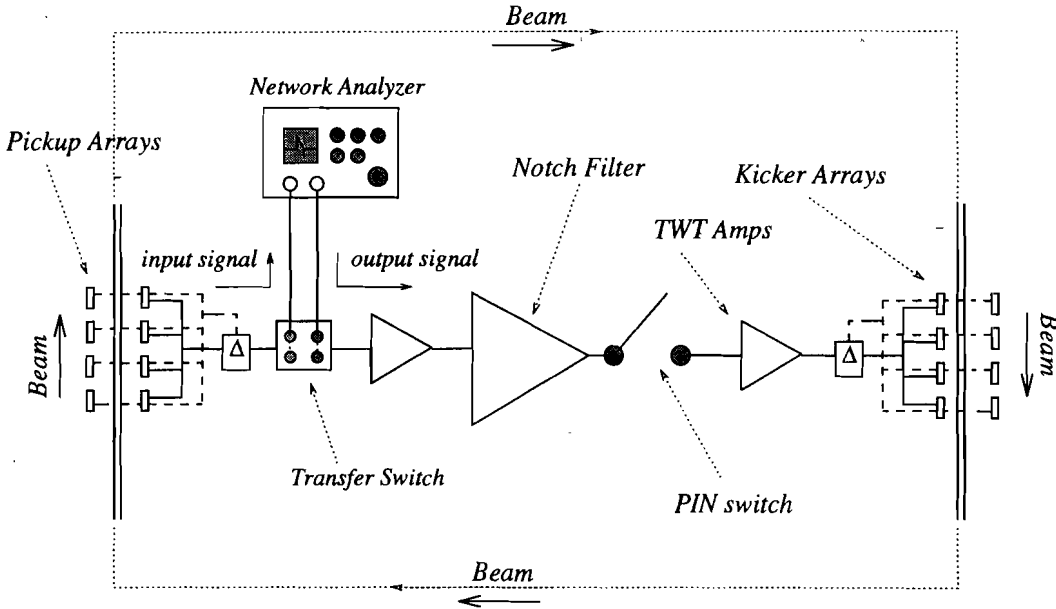 Beam
Network Analyzer
Pickup Arrays
Notch Filter
Kicker Arrays
TWT Amps
input signal
output signal
Beam
Δ
Δ
Beam
Transfer Switch
PIN switch
Beam